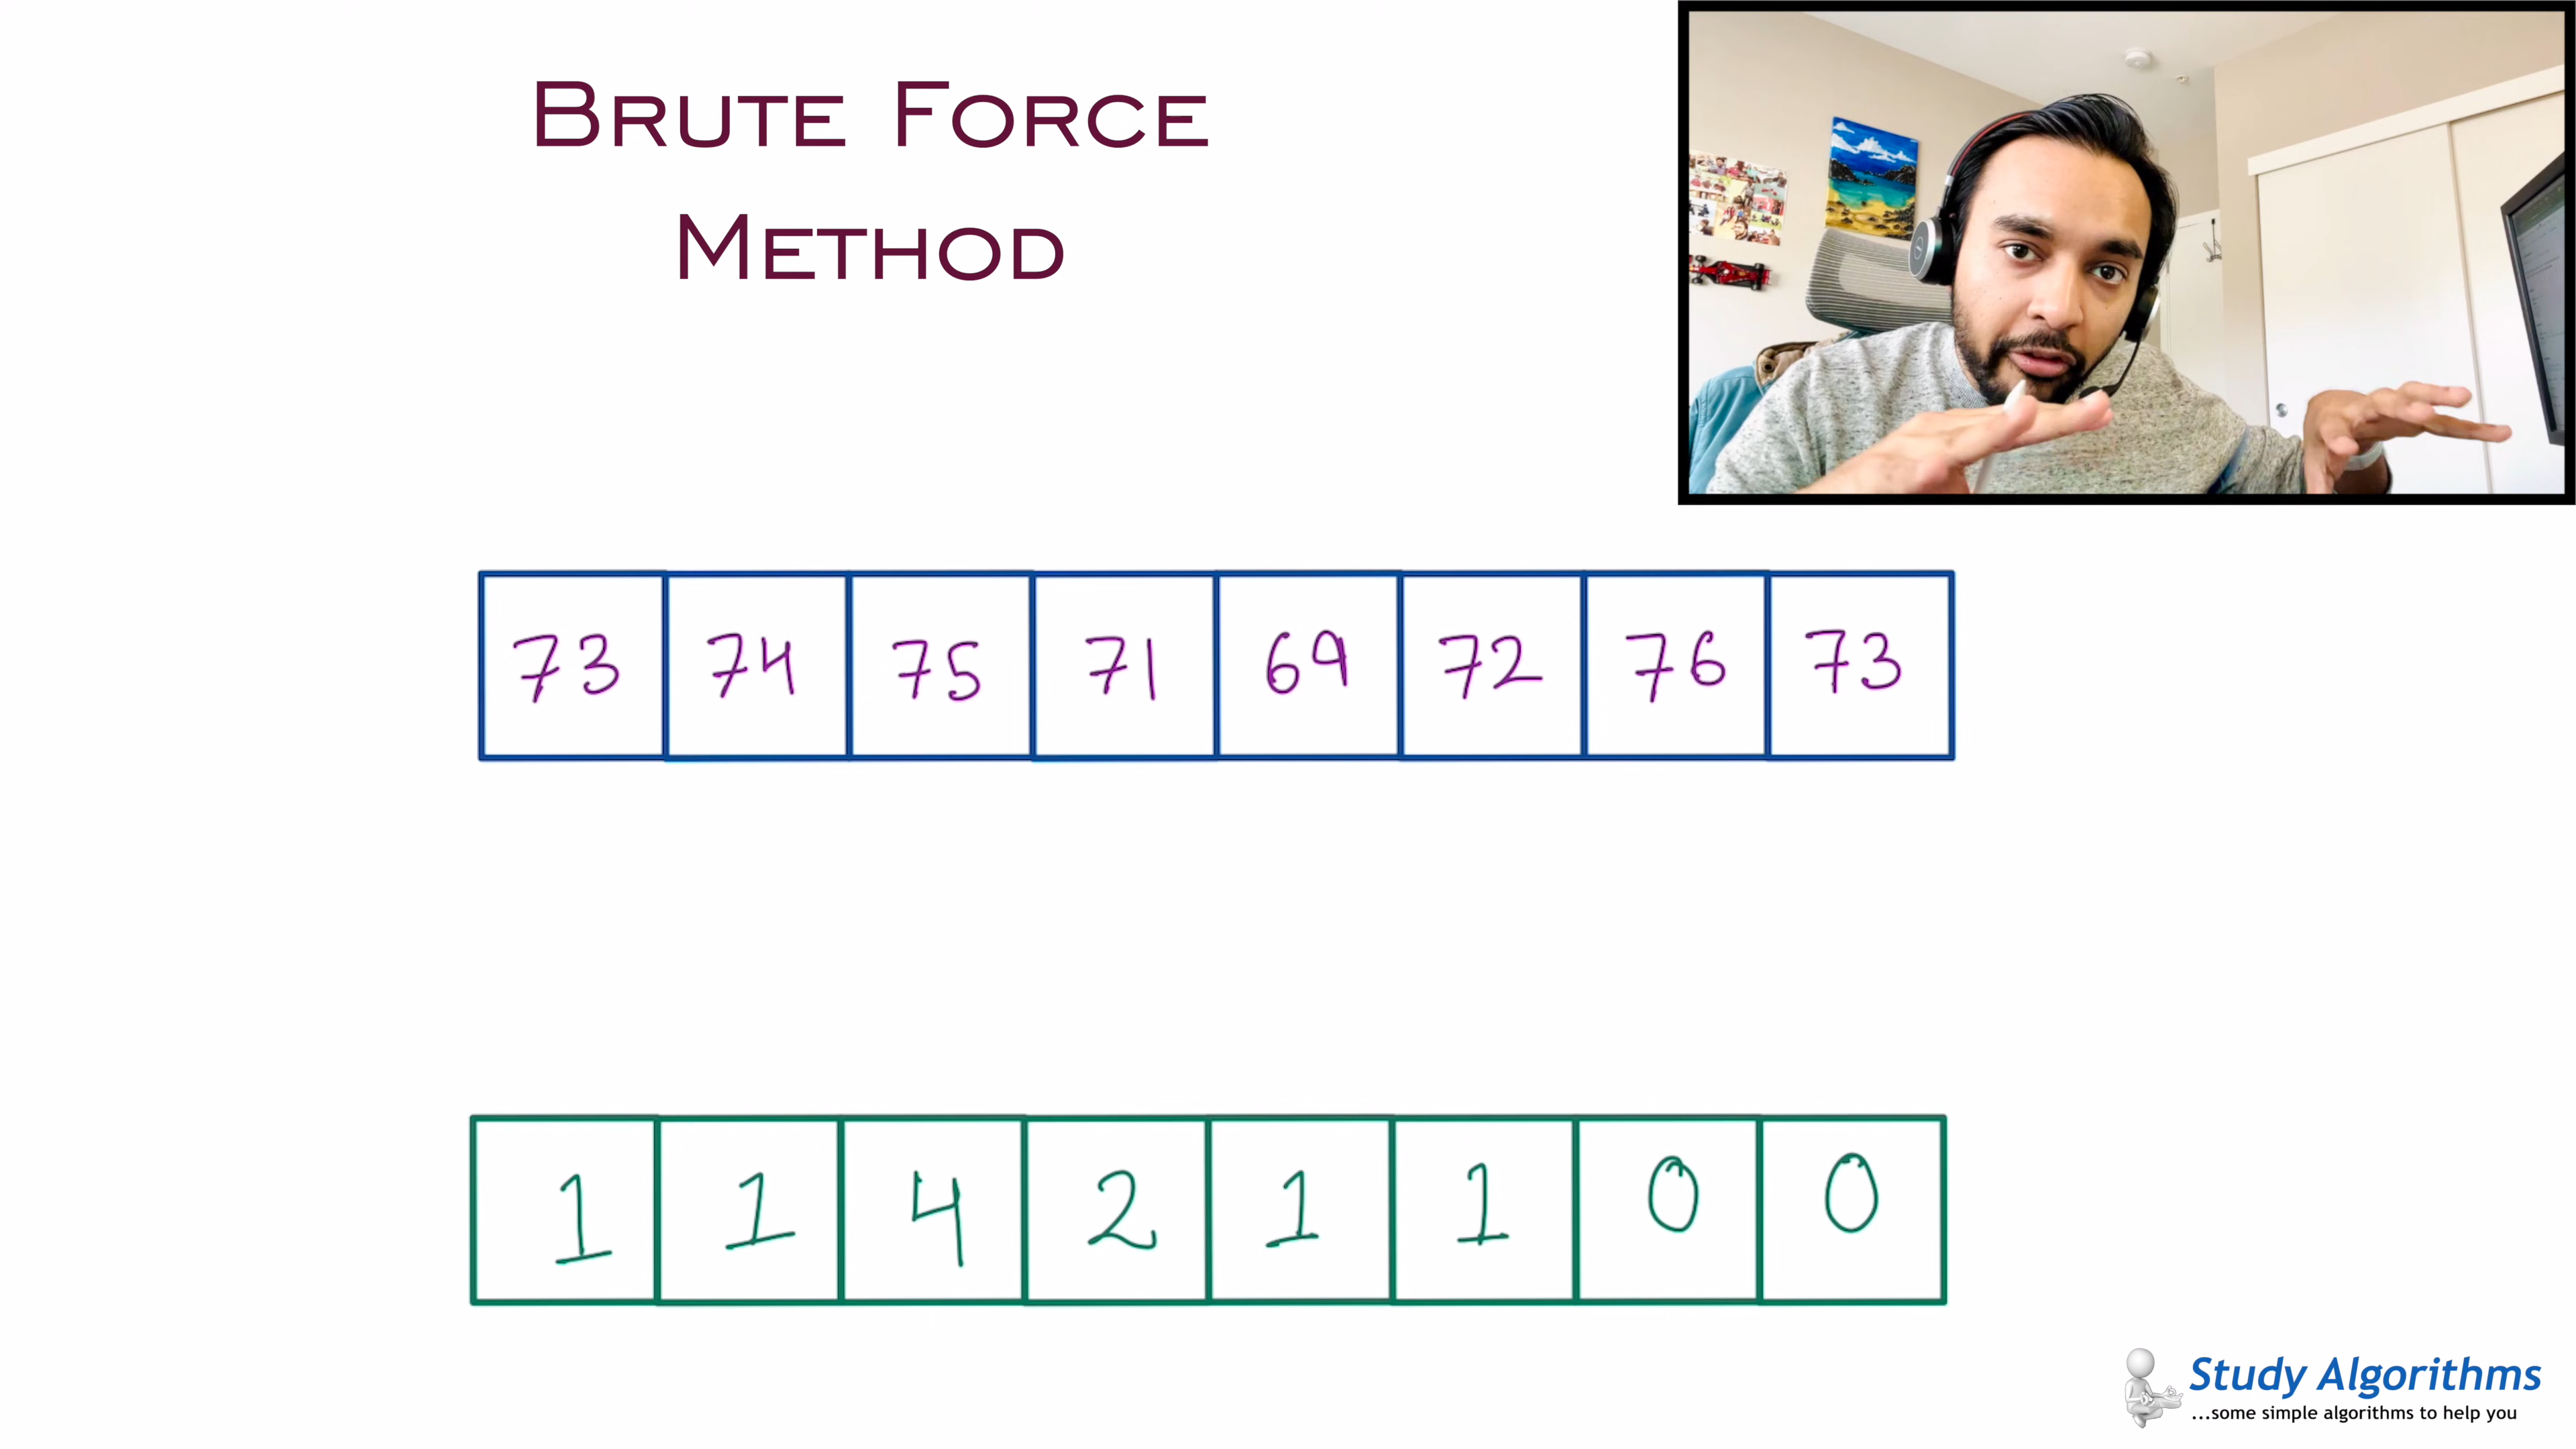 BRUTE FORCE
METHOD
73 74 75 71 69 72 76 73
1 1 4 2 1 1 0 0
Study Algorithms
...some simple algorithms to help you